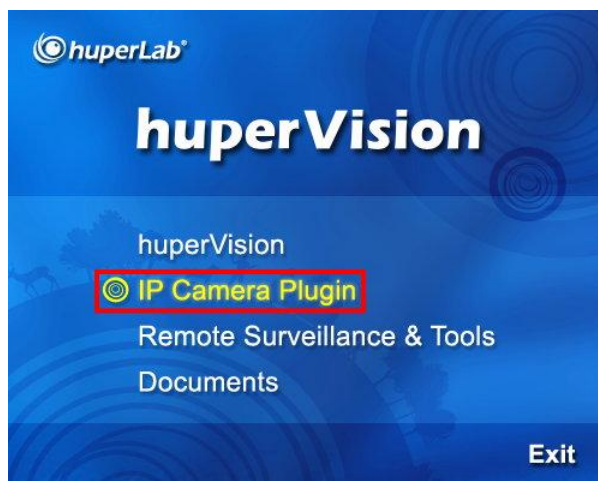 huperLab®
huperVision
huperVision
IP Camera Plugin
Remote Surveillance & Tools
Documents
Exit